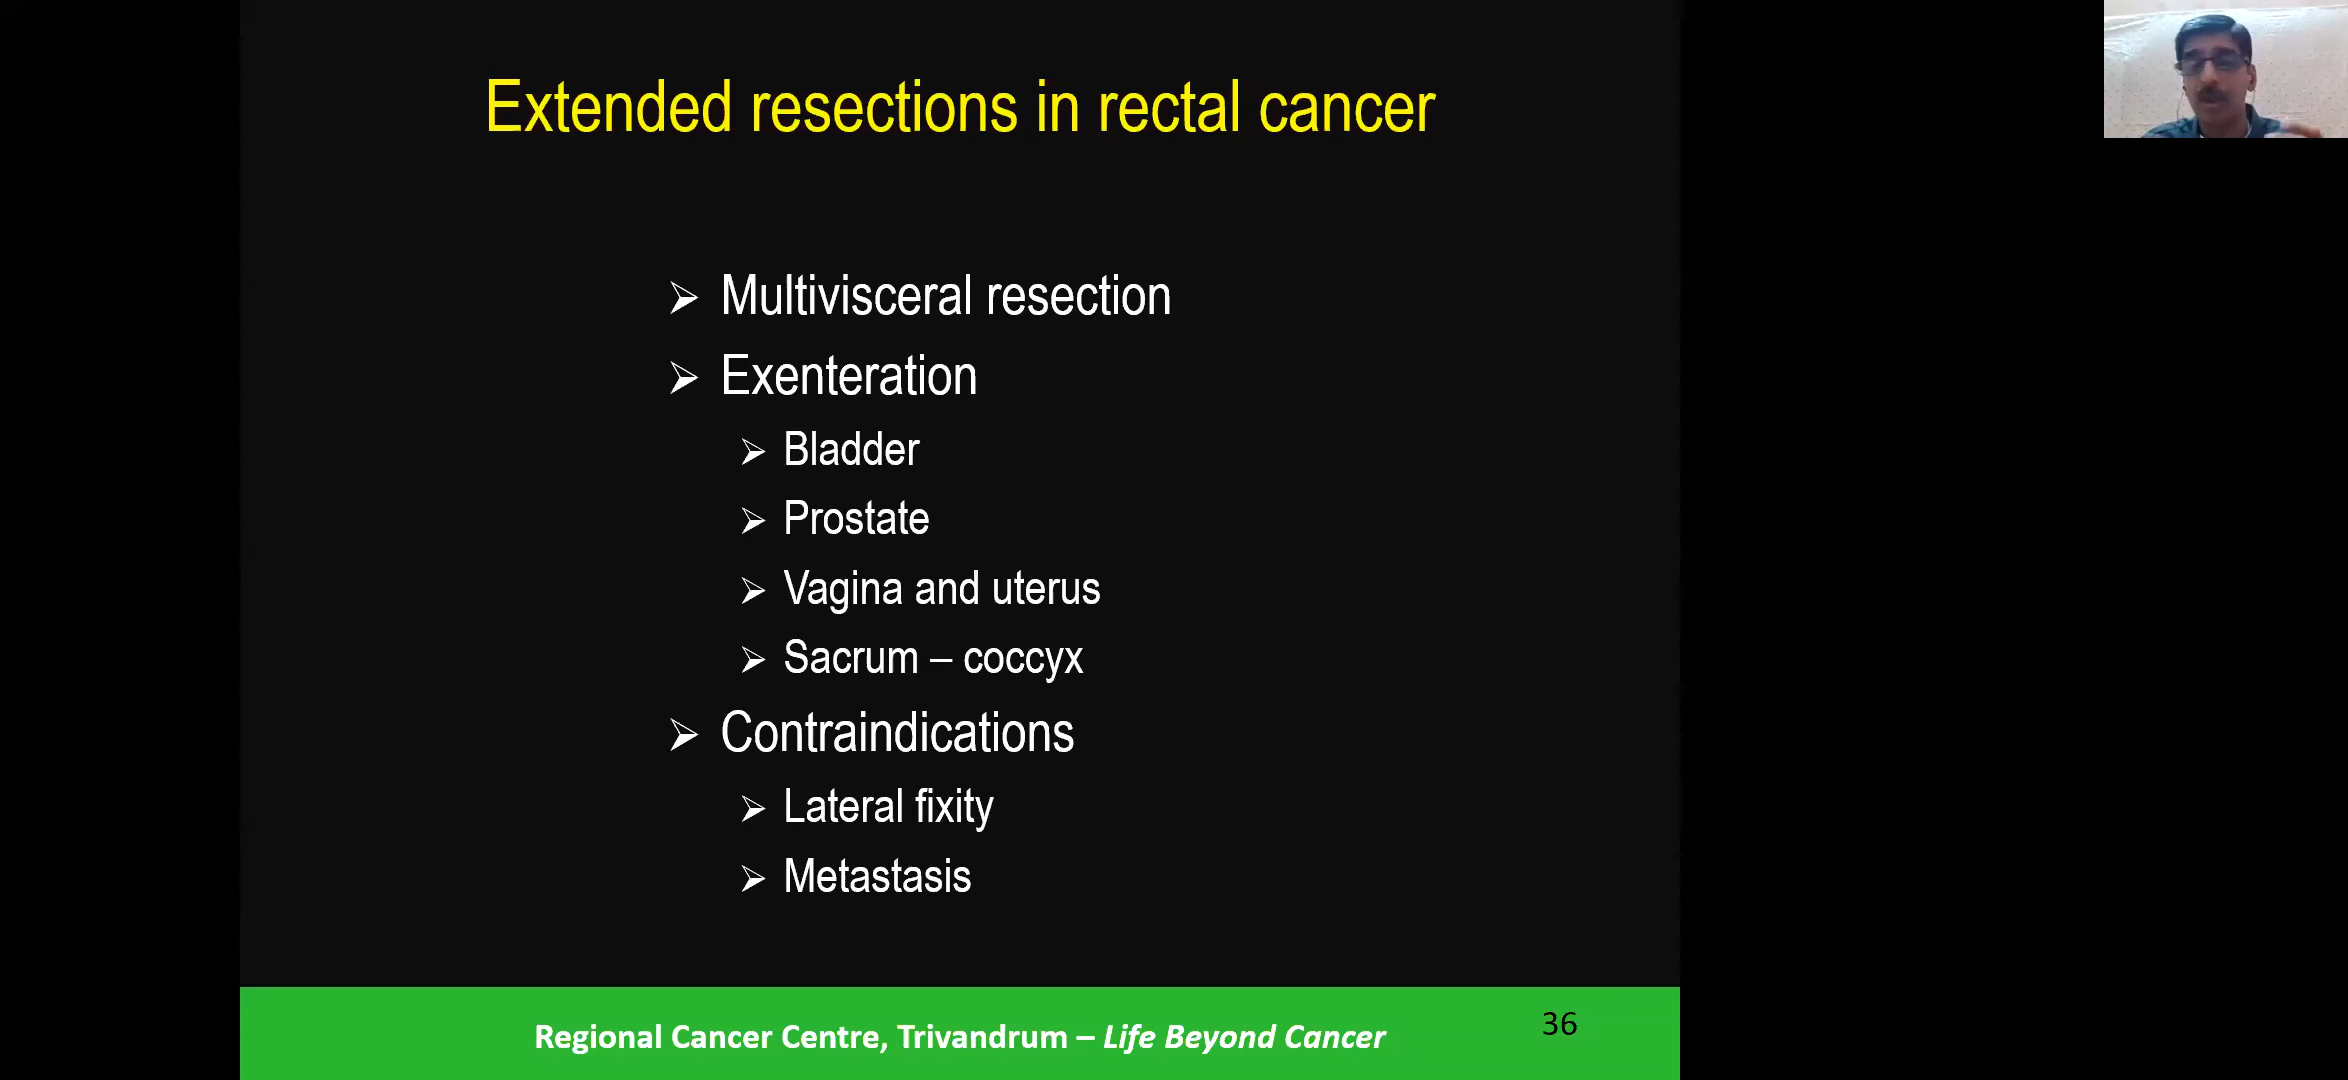 Extended resections in rectal cancer
➢ Multivisceral resection
➢ Exenteration
➢ Bladder
➢ Prostate
➢ Vagina and uterus
➢ Sacrum – coccyx
➢ Contraindications
➢ Lateral fixity
➢ Metastasis
Regional Cancer Centre, Trivandrum – Life Beyond Cancer
36